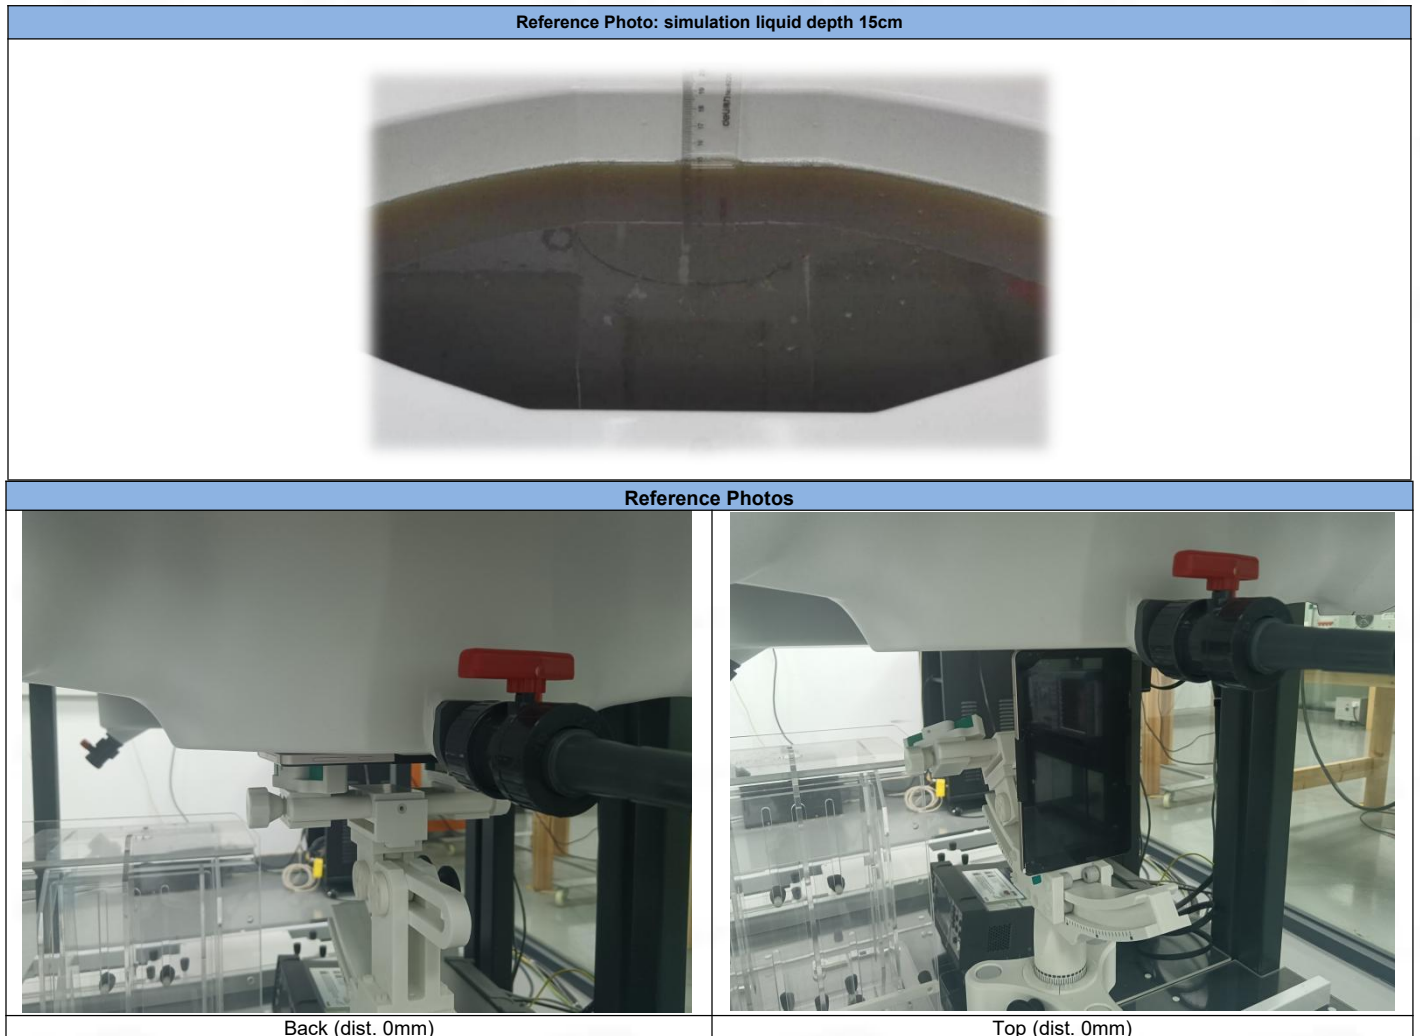 Reference Photo: simulation liquid depth 15cm
Reference Photos
Back (dist. 0mm)
Top (dist. 0mm)